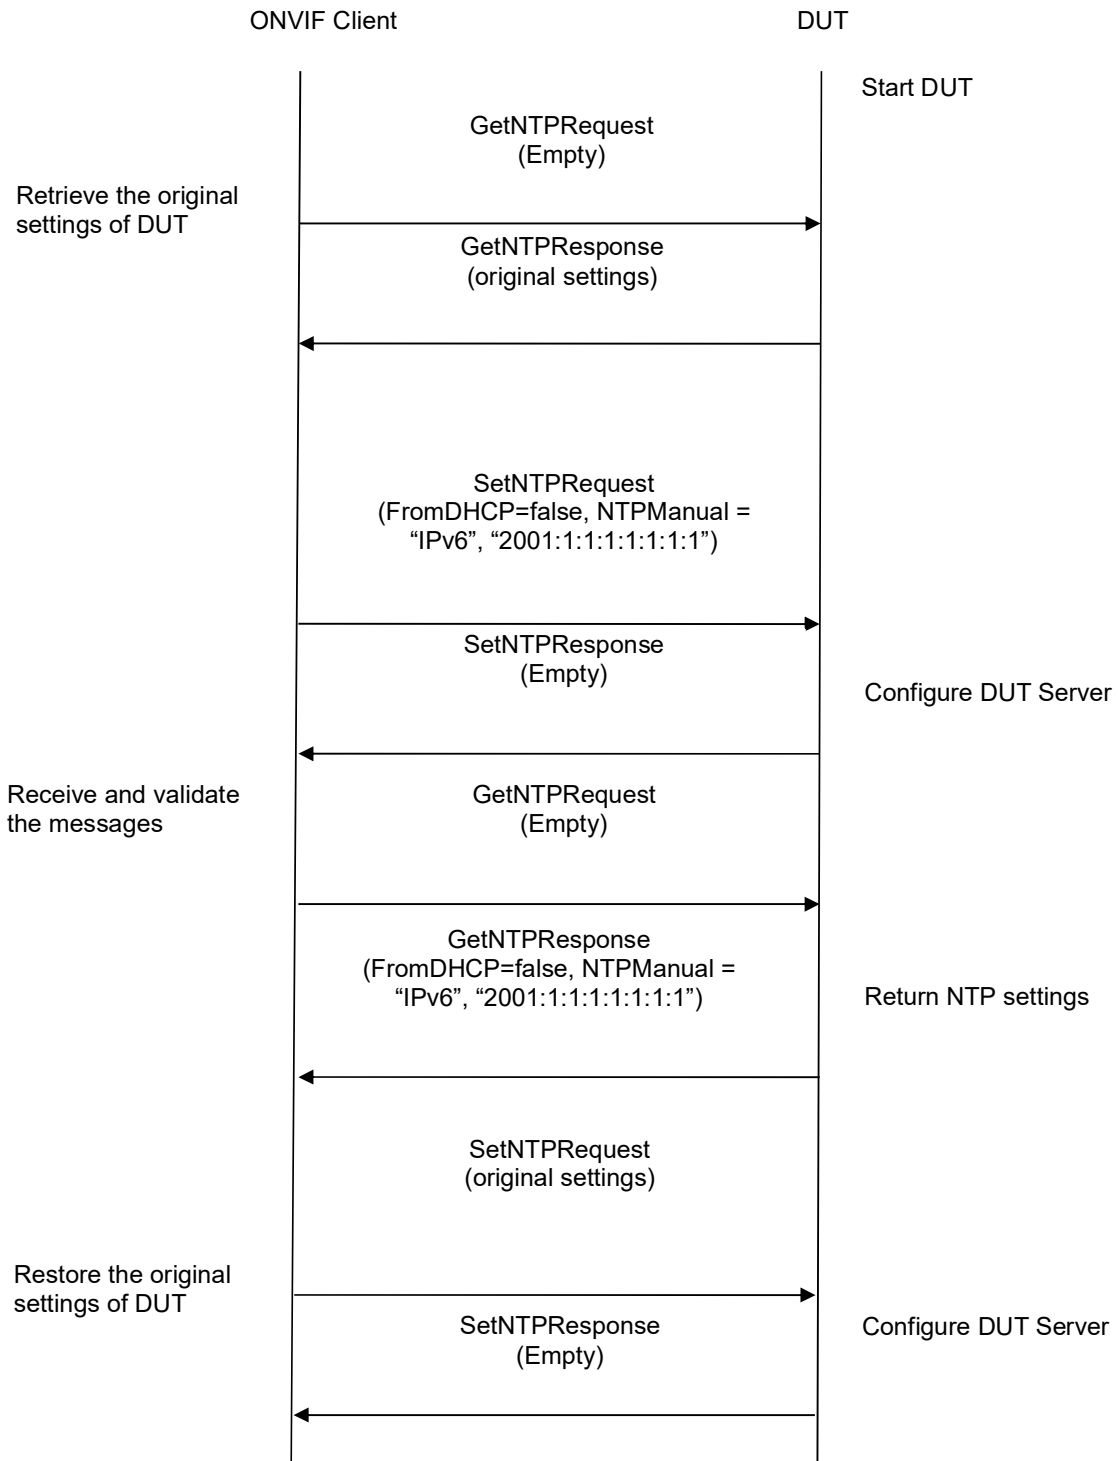 ONVIF Client
DUT
Start DUT
GetNTPRequest
(Empty)
Retrieve the original
settings of DUT
GetNTPResponse
(original settings)
SetNTPRequest
(FromDHCP=false, NTPManual =
“IPv6”, “2001:1:1:1:1:1:1:1”)
SetNTPResponse
(Empty)
Configure DUT Server
Receive and validate
the messages
GetNTPRequest
(Empty)
GetNTPResponse
(FromDHCP=false, NTPManual =
“IPv6”, “2001:1:1:1:1:1:1:1”)
Return NTP settings
SetNTPRequest
(original settings)
Restore the original
settings of DUT
SetNTPResponse
(Empty)
Configure DUT Server